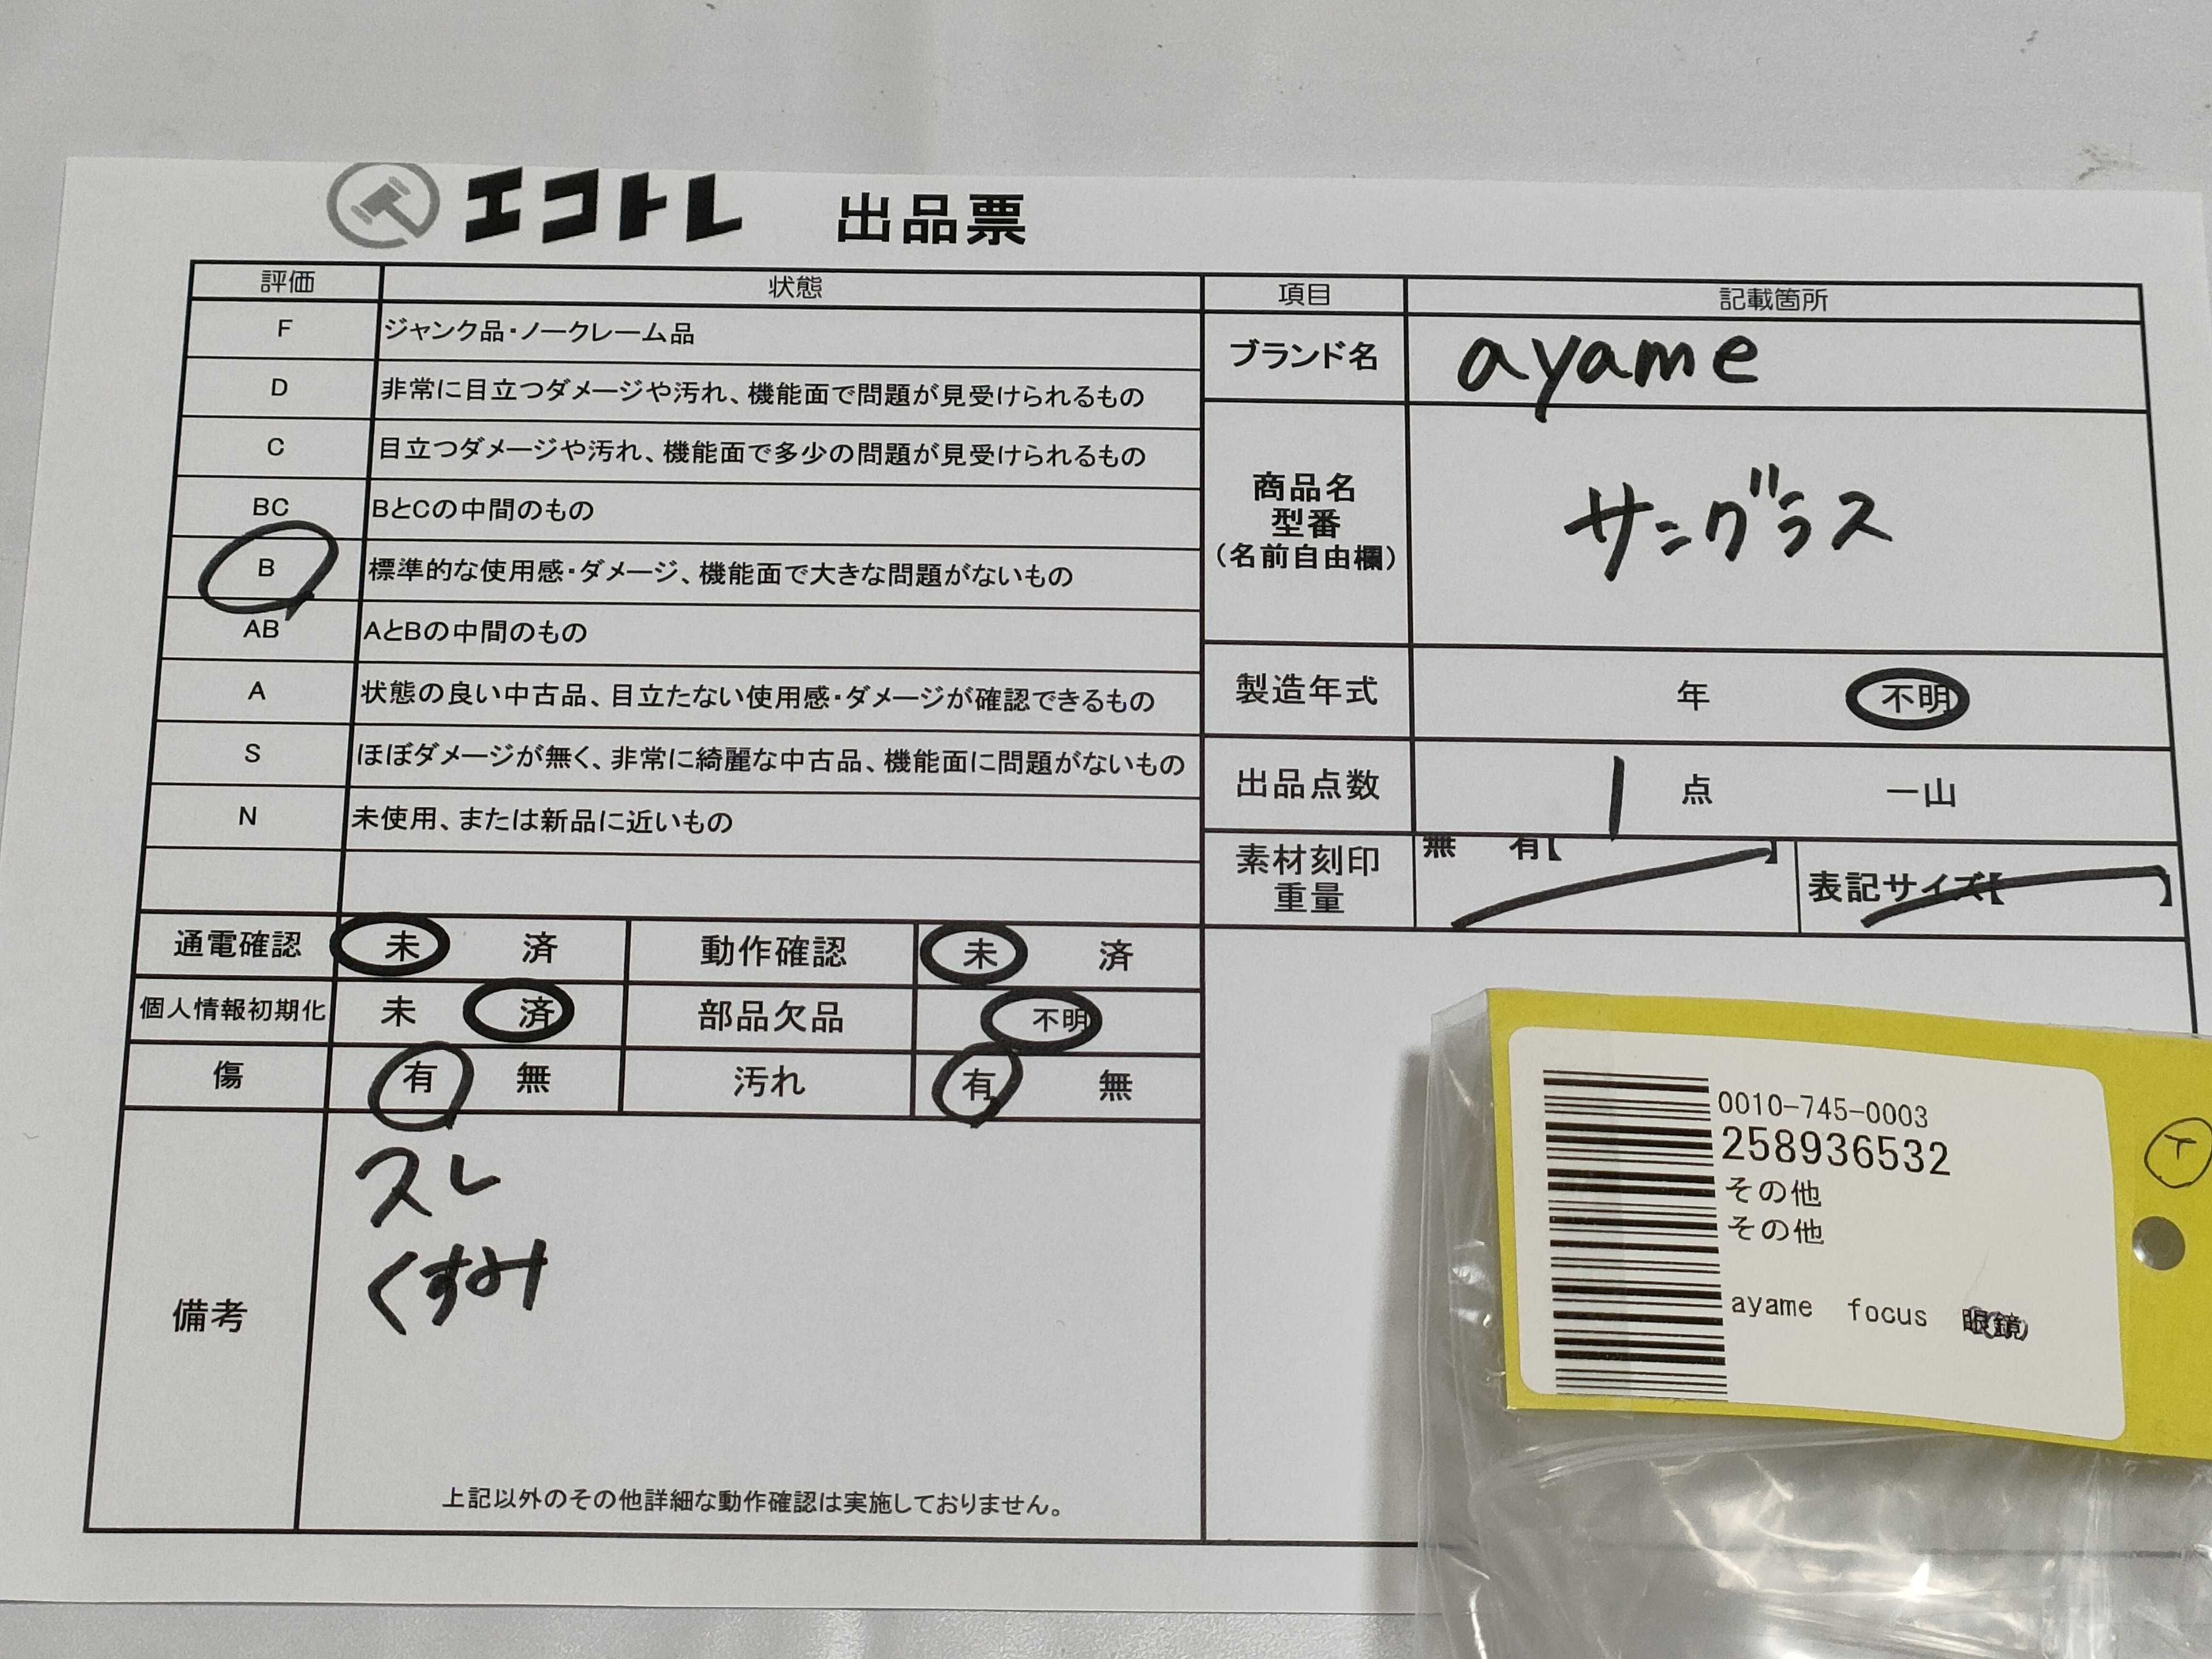 エコトレ 出品票
評価 状態
F ジャンク品・ノークレーム品
D 非常に目立つダメージや汚れ、機能面で問題が見受けられるもの
C 目立つダメージや汚れ、機能面で多少の問題が見受けられるもの
BC BとCの中間のもの
B 標準的な使用感・ダメージ、機能面で大きな問題がないもの
AB AとBの中間のもの
A 状態の良い中古品、目立たない使用感・ダメージが確認できるもの
S ほぼダメージが無く、非常に綺麗な中古品、機能面に問題がないもの
N 未使用、または新品に近いもの
通電確認 未 済 動作確認 未 済
個人情報初期化 未 済 部品欠品 不明
傷 有 無 汚れ 有 無
備考
スレ
くすみ
上記以外のその他詳細な動作確認は実施しておりません。
項目 記載箇所
ブランド名 ayame
商品名
型番
(名前自由欄)
サングラス
製造年式 年 不明
出品点数 1 点 一山
素材刻印
重量
無 有【 】
表記サイズ【 】
0010-745-0003
258936532
その他
その他
ayame focus 眼鏡
T